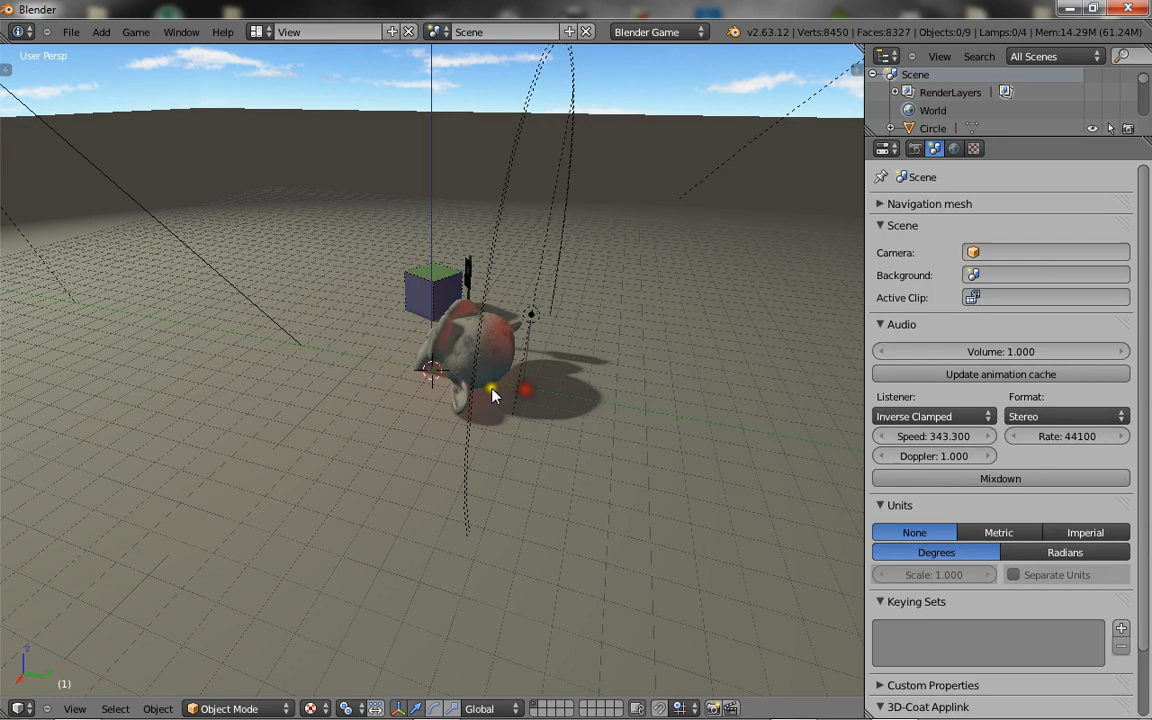 Blender
File Add Game Window Help View Scene Blender Game v2.63.12 | Verts:8450 | Faces:8327 | Objects:0/9 | Lamps:0/4 | Mem:14.29M (61.24M)
User Persp
View Search All Scenes
Scene
RenderLayers |
World
Circle |
Scene
Navigation mesh
Scene
Camera:
Background:
Active Clip:
Audio
Volume: 1.000
Update animation cache
Listener: Format:
Inverse Clamped Stereo
Speed: 343.300 Rate: 44100
Doppler: 1.000
Mixdown
Units
None Metric Imperial
Degrees Radians
Scale: 1.000 Separate Units
Keying Sets
Custom Properties
3D-Coat Applink
z
(1)
View Select Object Object Mode Global